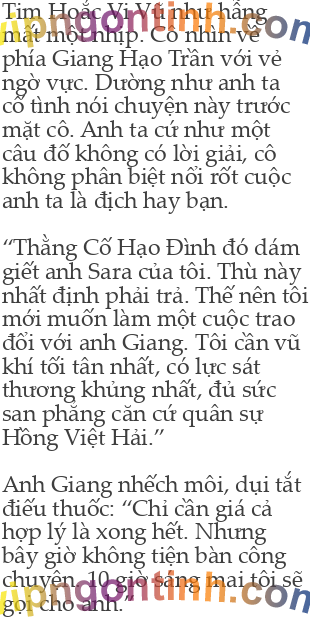 Tim Hoắc Vi Vũ như hẫng
mất một nhịp. Cô nhìn về
phía Giang Hạo Trần với vẻ
ngờ vực. Dường như anh ta
cố tình nói chuyện này trước
mặt cô. Anh ta cứ như một
câu đố không có lời giải, cô
không phân biệt nổi rốt cuộc
anh ta là địch hay bạn.
“Thằng Cố Hạo Đình đó dám
giết anh Sara của tôi. Thù này
nhất định phải trả. Thế nên tôi
mới muốn làm một cuộc trao
đổi với anh Giang. Tôi cần vũ
khí tối tân nhất, có lực sát
thương khủng nhất, đủ sức
san phẳng căn cứ quân sự
Hồng Việt Hải.”
Anh Giang nhếch môi, dụi tắt
điếu thuốc: “Chỉ cần giá cả
hợp lý là xong hết. Nhưng
bây giờ không tiện bàn công
chuyện. 10 giờ sáng mai tôi sẽ
gọi cho anh.”
vipngontinh.com